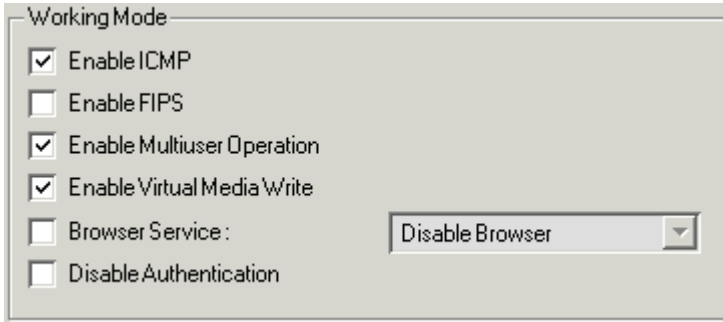 Working Mode
Enable ICMP
Enable FIPS
Enable Multiuser Operation
Enable Virtual Media Write
Browser Service : Disable Browser
Disable Authentication